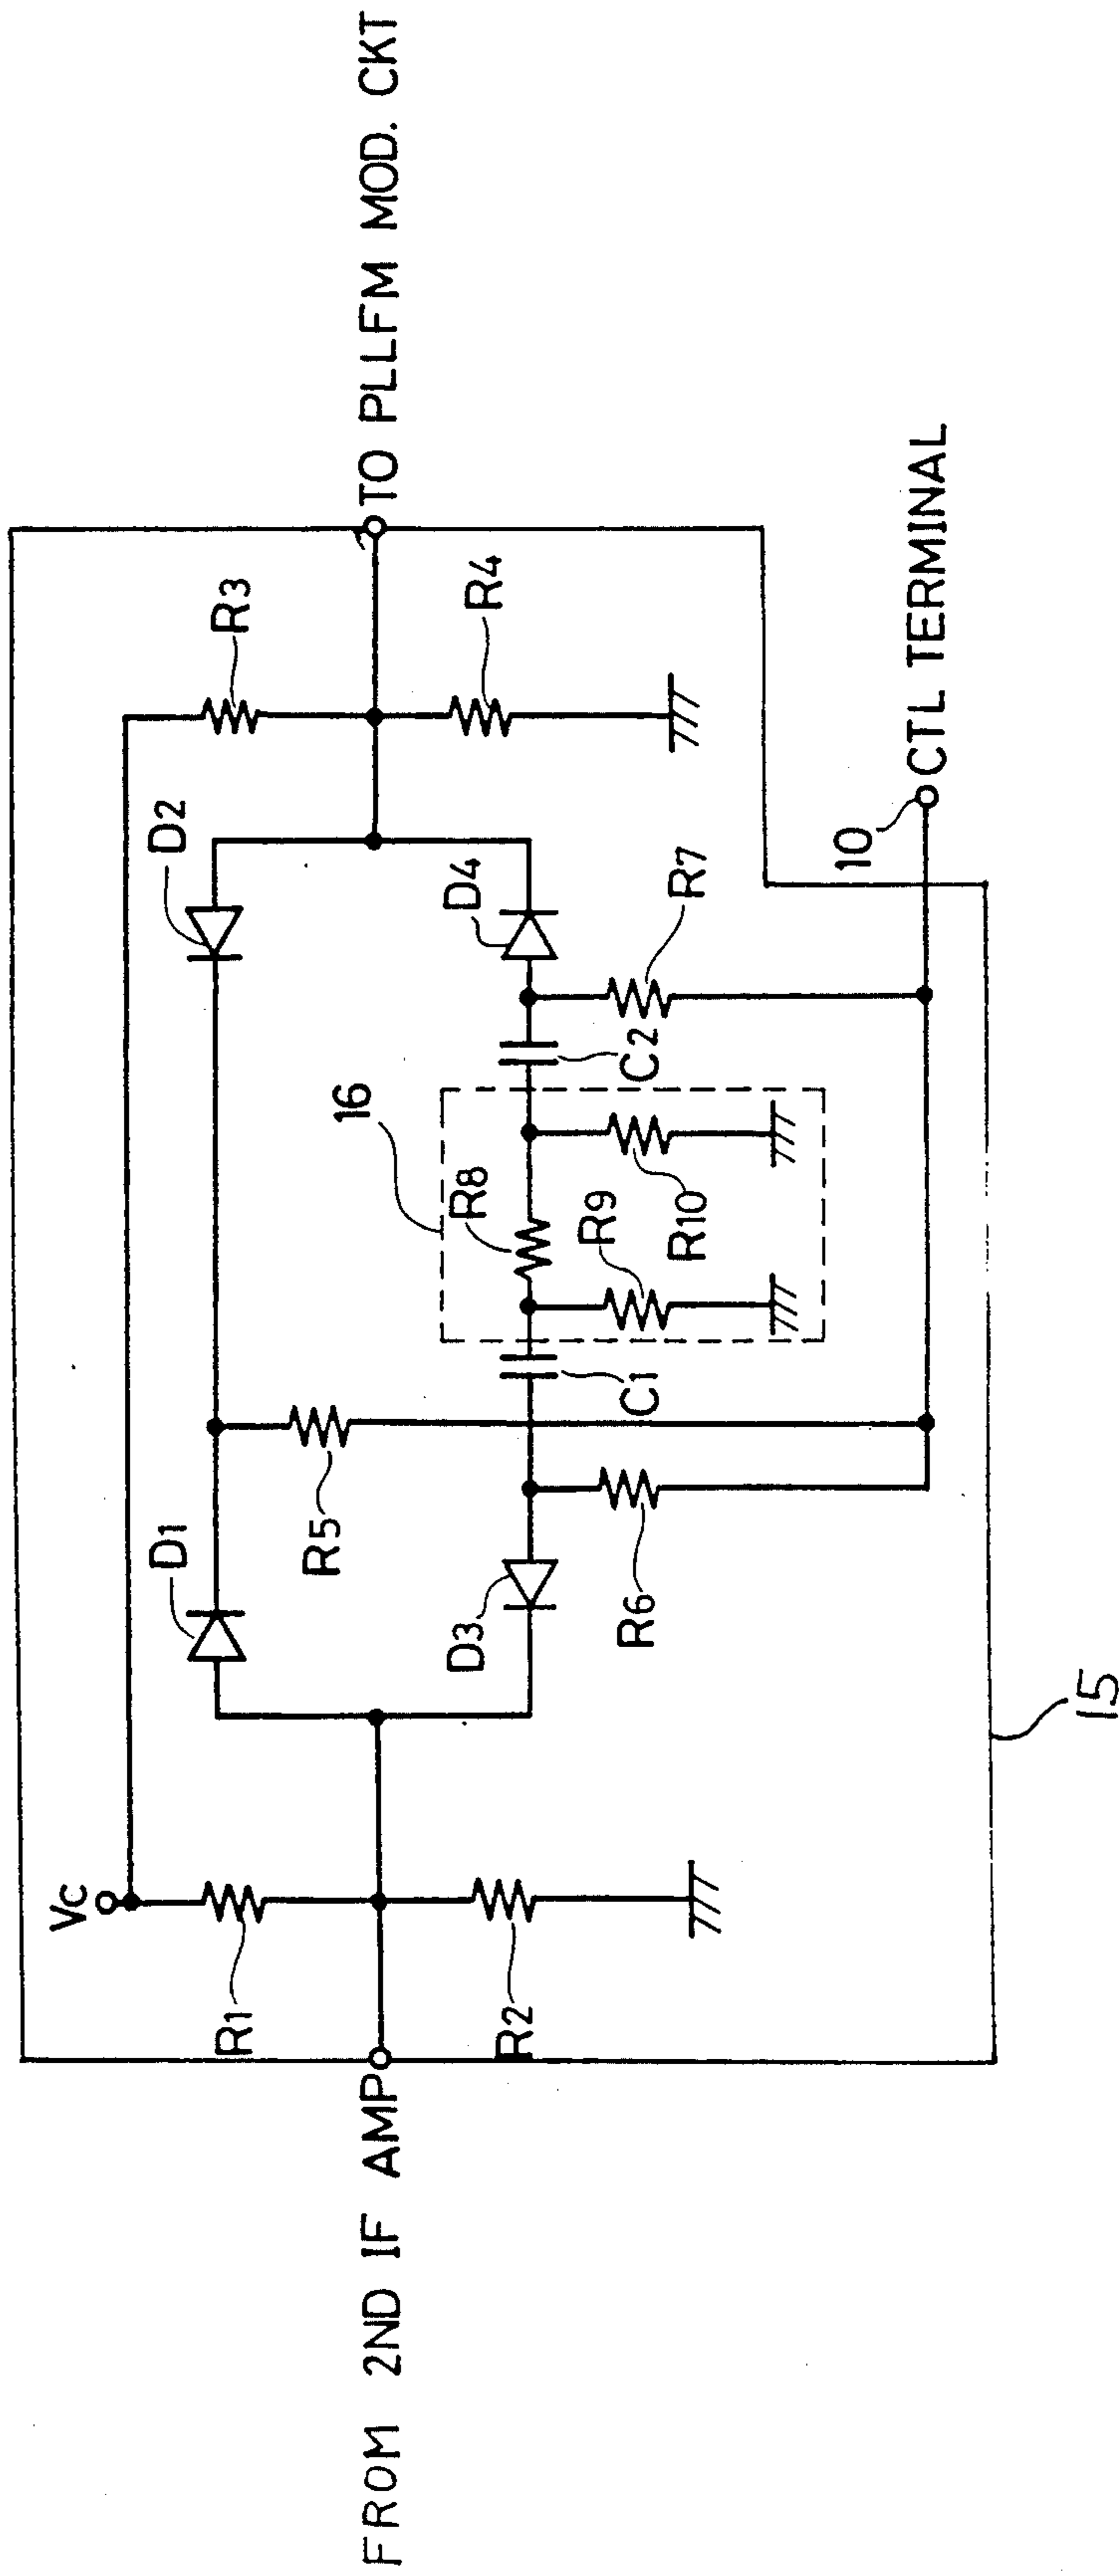 FROM 2ND IF AMP
TO PLLFM MOD. CKT
Vc
R1
R2
R3
R4
D1
D2
R5
D3
D4
R6
C1
16
R8
R9
R10
C2
R7
10
CTL TERMINAL
15